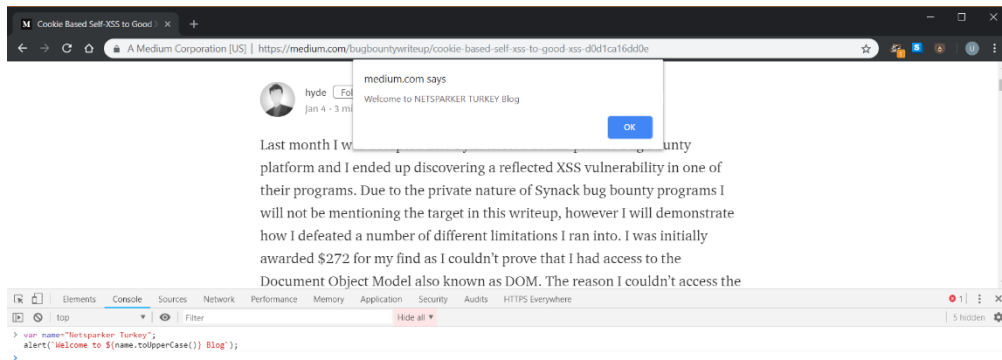 M Cookie Based Self-XSS to Good X
A Medium Corporation [US] | https://medium.com/bugbountywriteup/cookie-based-self-xss-to-good-xss-d0d1ca16dd0e
medium.com says
Welcome to NETSPARKER TURKEY Blog
OK
hyde Fol
Jan 4 · 3 mi
Last month I w
unty
platform and I ended up discovering a reflected XSS vulnerability in one of
their programs. Due to the private nature of Synack bug bounty programs I
will not be mentioning the target in this writeup, however I will demonstrate
how I defeated a number of different limitations I ran into. I was initially
awarded $272 for my find as I couldn't prove that I had access to the
Document Object Model also known as DOM. The reason I couldn't access the
Elements Console Sources Network Performance Memory Application Security Audits HTTPS Everywhere 1
top Filter Hide all 5 hidden
> var name="Netsparker Turkey";
alert(`Welcome to ${name.toUpperCase()} Blog`);
>